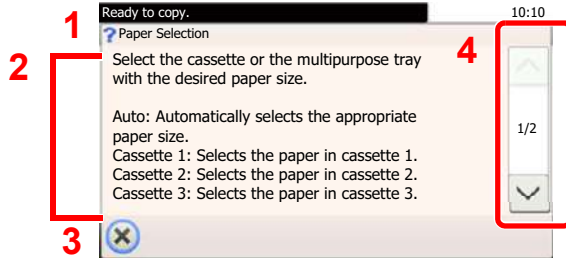 Ready to copy. 10:10
1 ? Paper Selection
2 4
Select the cassette or the multipurpose tray
with the desired paper size.
Auto: Automatically selects the appropriate
paper size.
1/2
Cassette 1: Selects the paper in cassette 1.
Cassette 2: Selects the paper in cassette 2.
Cassette 3: Selects the paper in cassette 3.
3